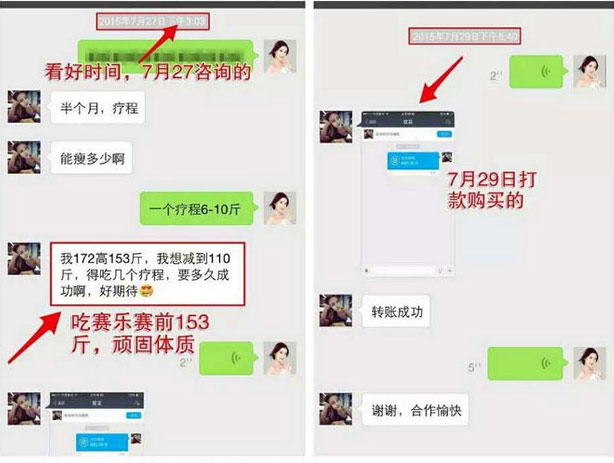 2015年7月27日下午3:03
看好时间，7月27咨询的
半个月，疗程
能瘦多少啊
一个疗程6-10斤
我172高153斤，我想减到110
斤，得吃几个疗程，要多久成
功啊，好期待
吃赛乐赛前153
斤，顽固体质
2''
2015年7月29日下午6:40
2''
7月29日打
款购买的
转账成功
5''
谢谢，合作愉快